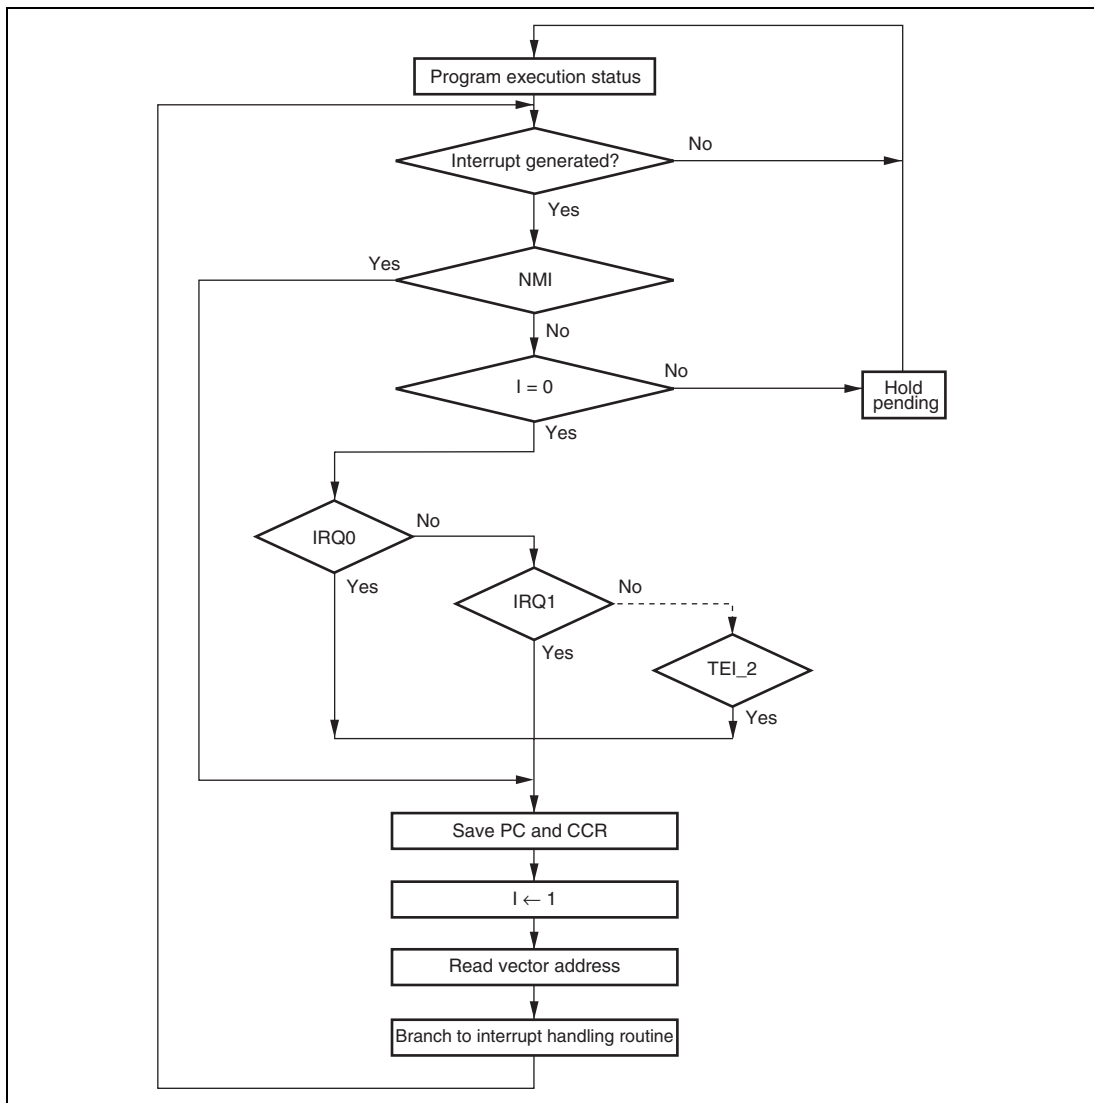 Program execution status
Interrupt generated?
No
Yes
Yes
NMI
No
I = 0
No
Hold
pending
Yes
IRQ0
No
Yes
IRQ1
No
Yes
TEI_2
Yes
Save PC and CCR
I ← 1
Read vector address
Branch to interrupt handling routine